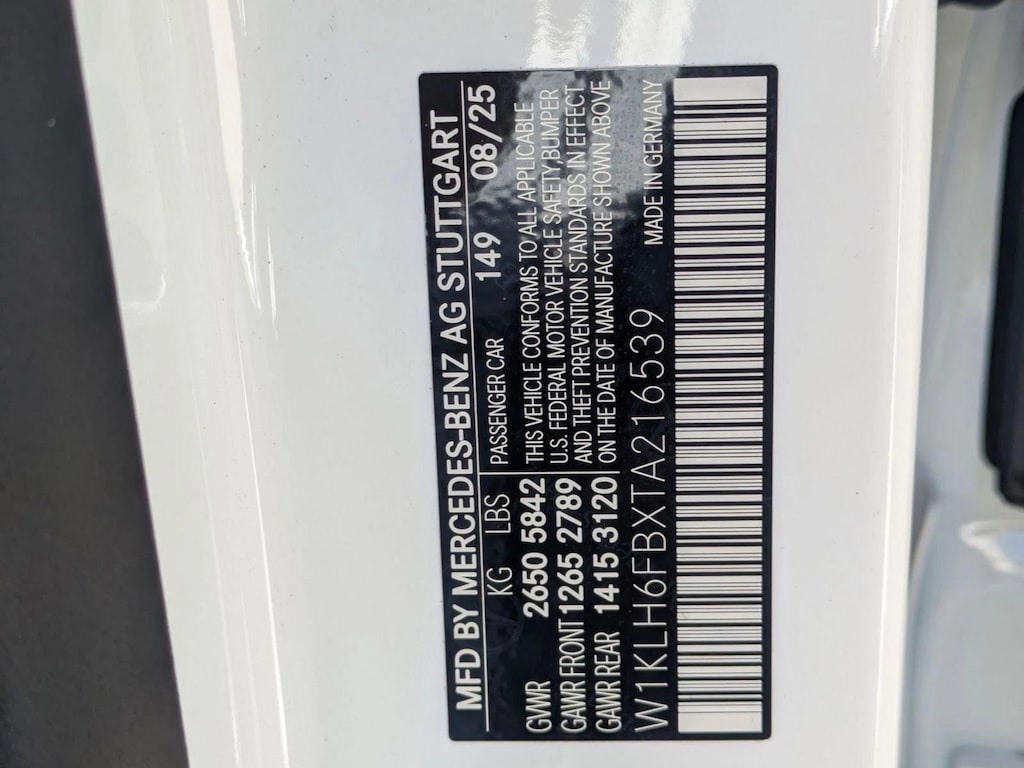 MFD BY MERCEDES-BENZ AG STUTTGART
KG LBS PASSENGER CAR 149 08/25
GWR 2650 5842 THIS VEHICLE CONFORMS TO ALL APPLICABLE
GAWR FRONT 1265 2789 U.S. FEDERAL MOTOR VEHICLE SAFETY,BUMPER
GAWR REAR 1415 3120 AND THEFT PREVENTION STANDARDS IN EFFECT
ON THE DATE OF MANUFACTURE SHOWN ABOVE
W1KLH6FBXTA216539 MADE IN GERMANY